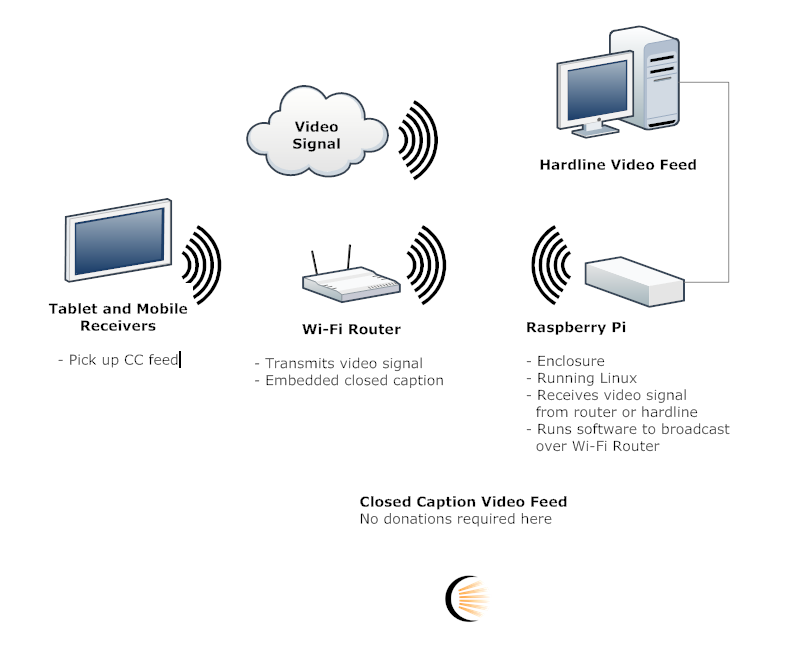 Video
Signal
Hardline Video Feed
Tablet and Mobile
Receivers
- Pick up CC feed
Wi-Fi Router
- Transmits video signal
- Embedded closed caption
Raspberry Pi
- Enclosure
- Running Linux
- Receives video signal
from router or hardline
- Runs software to broadcast
over Wi-Fi Router
Closed Caption Video Feed
No donations required here